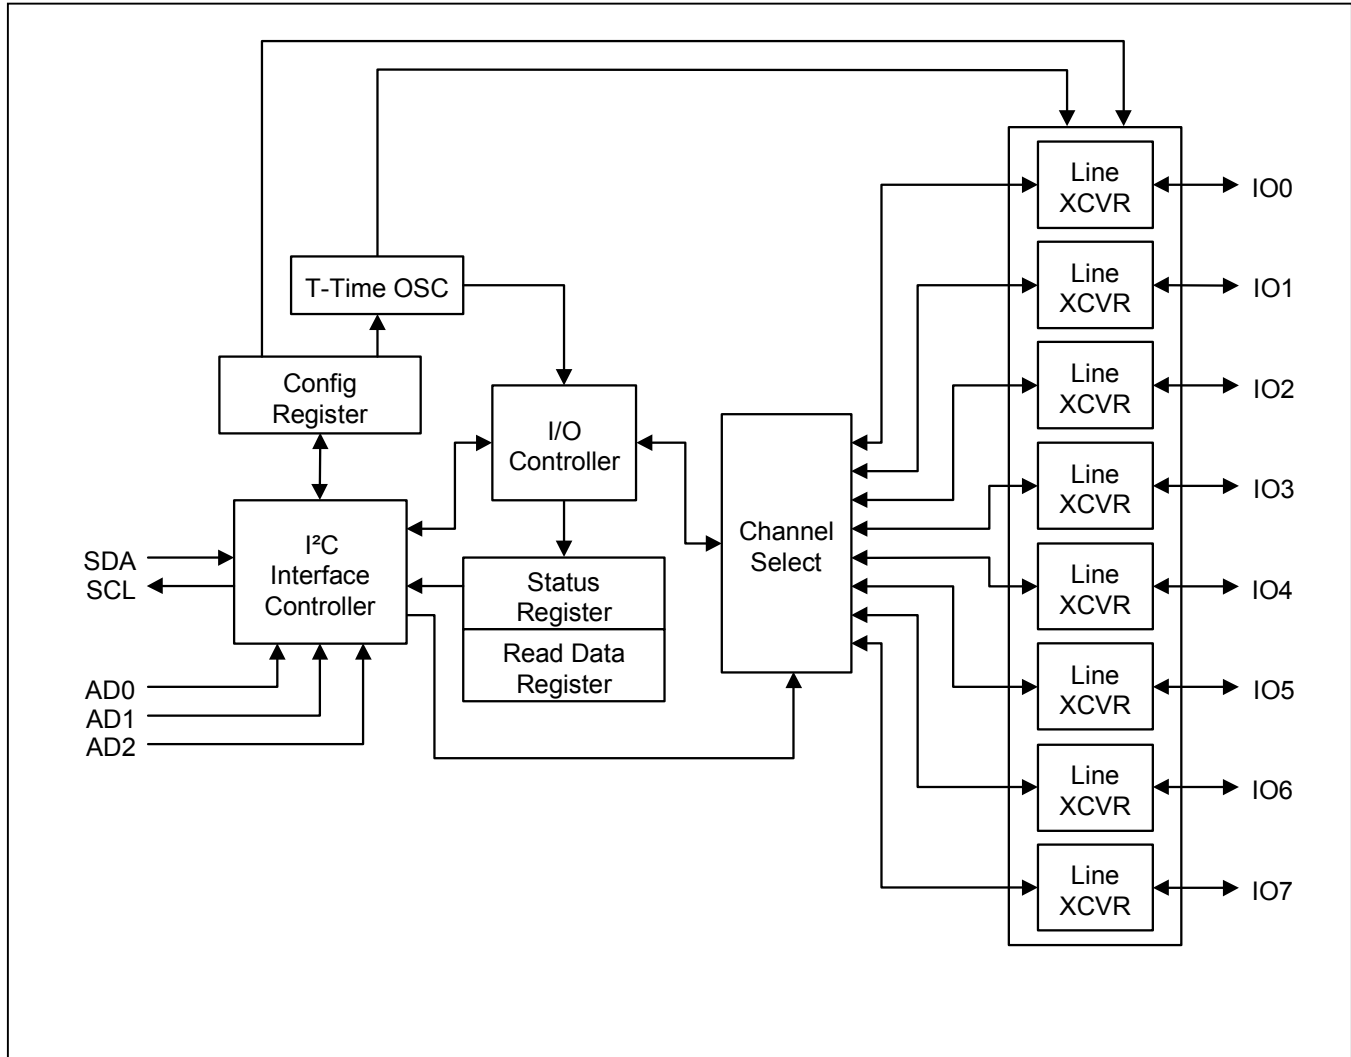 Line
XCVR
IO0
Line
XCVR
IO1
T-Time OSC
Line
XCVR
IO2
Config
Register
I/O
Controller
Line
XCVR
IO3
Channel
Select
SDA
SCL
I²C
Interface
Controller
Status
Register
Line
XCVR
IO4
Read Data
Register
AD0
AD1
AD2
Line
XCVR
IO5
Line
XCVR
IO6
Line
XCVR
IO7